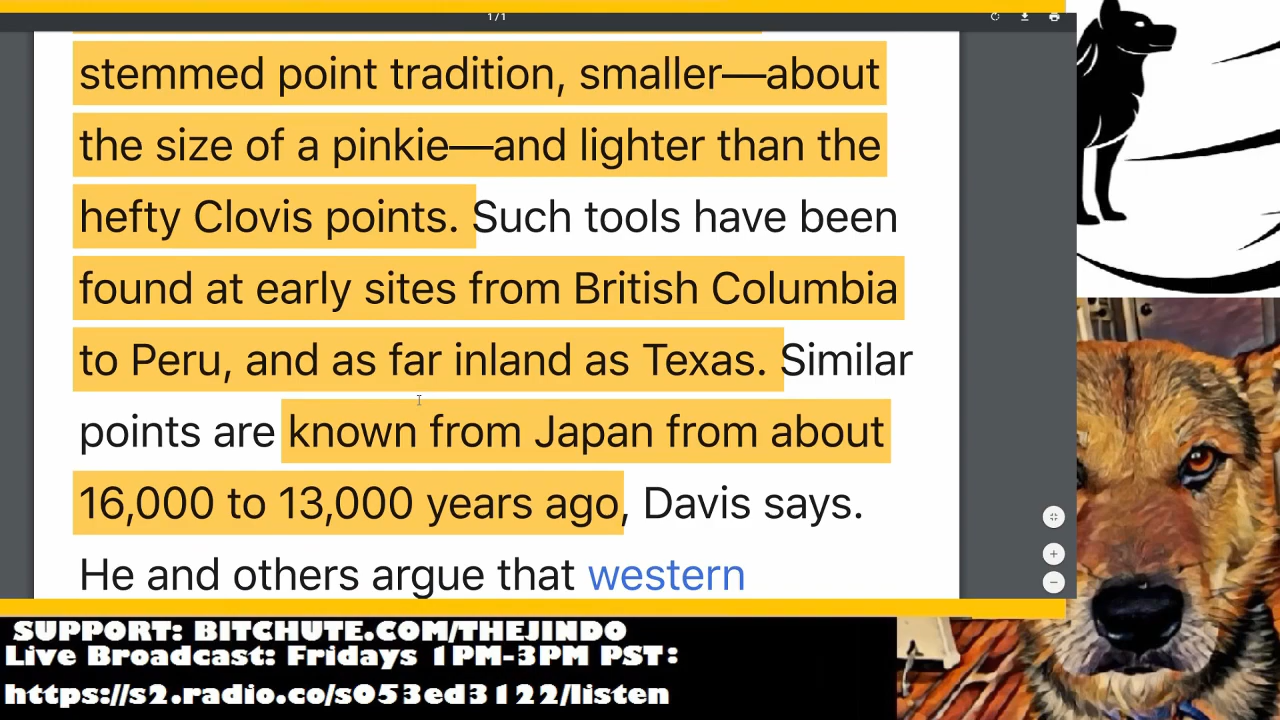 1/1
stemmed point tradition, smaller—about
the size of a pinkie—and lighter than the
hefty Clovis points. Such tools have been
found at early sites from British Columbia
to Peru, and as far inland as Texas. Similar
points are known from Japan from about
16,000 to 13,000 years ago, Davis says.
He and others argue that western
SUPPORT: BITCHUTE.COM/THEJINDO
Live Broadcast: Fridays 1PM-3PM PST:
https://s2.radio.co/s053ed3122/listen